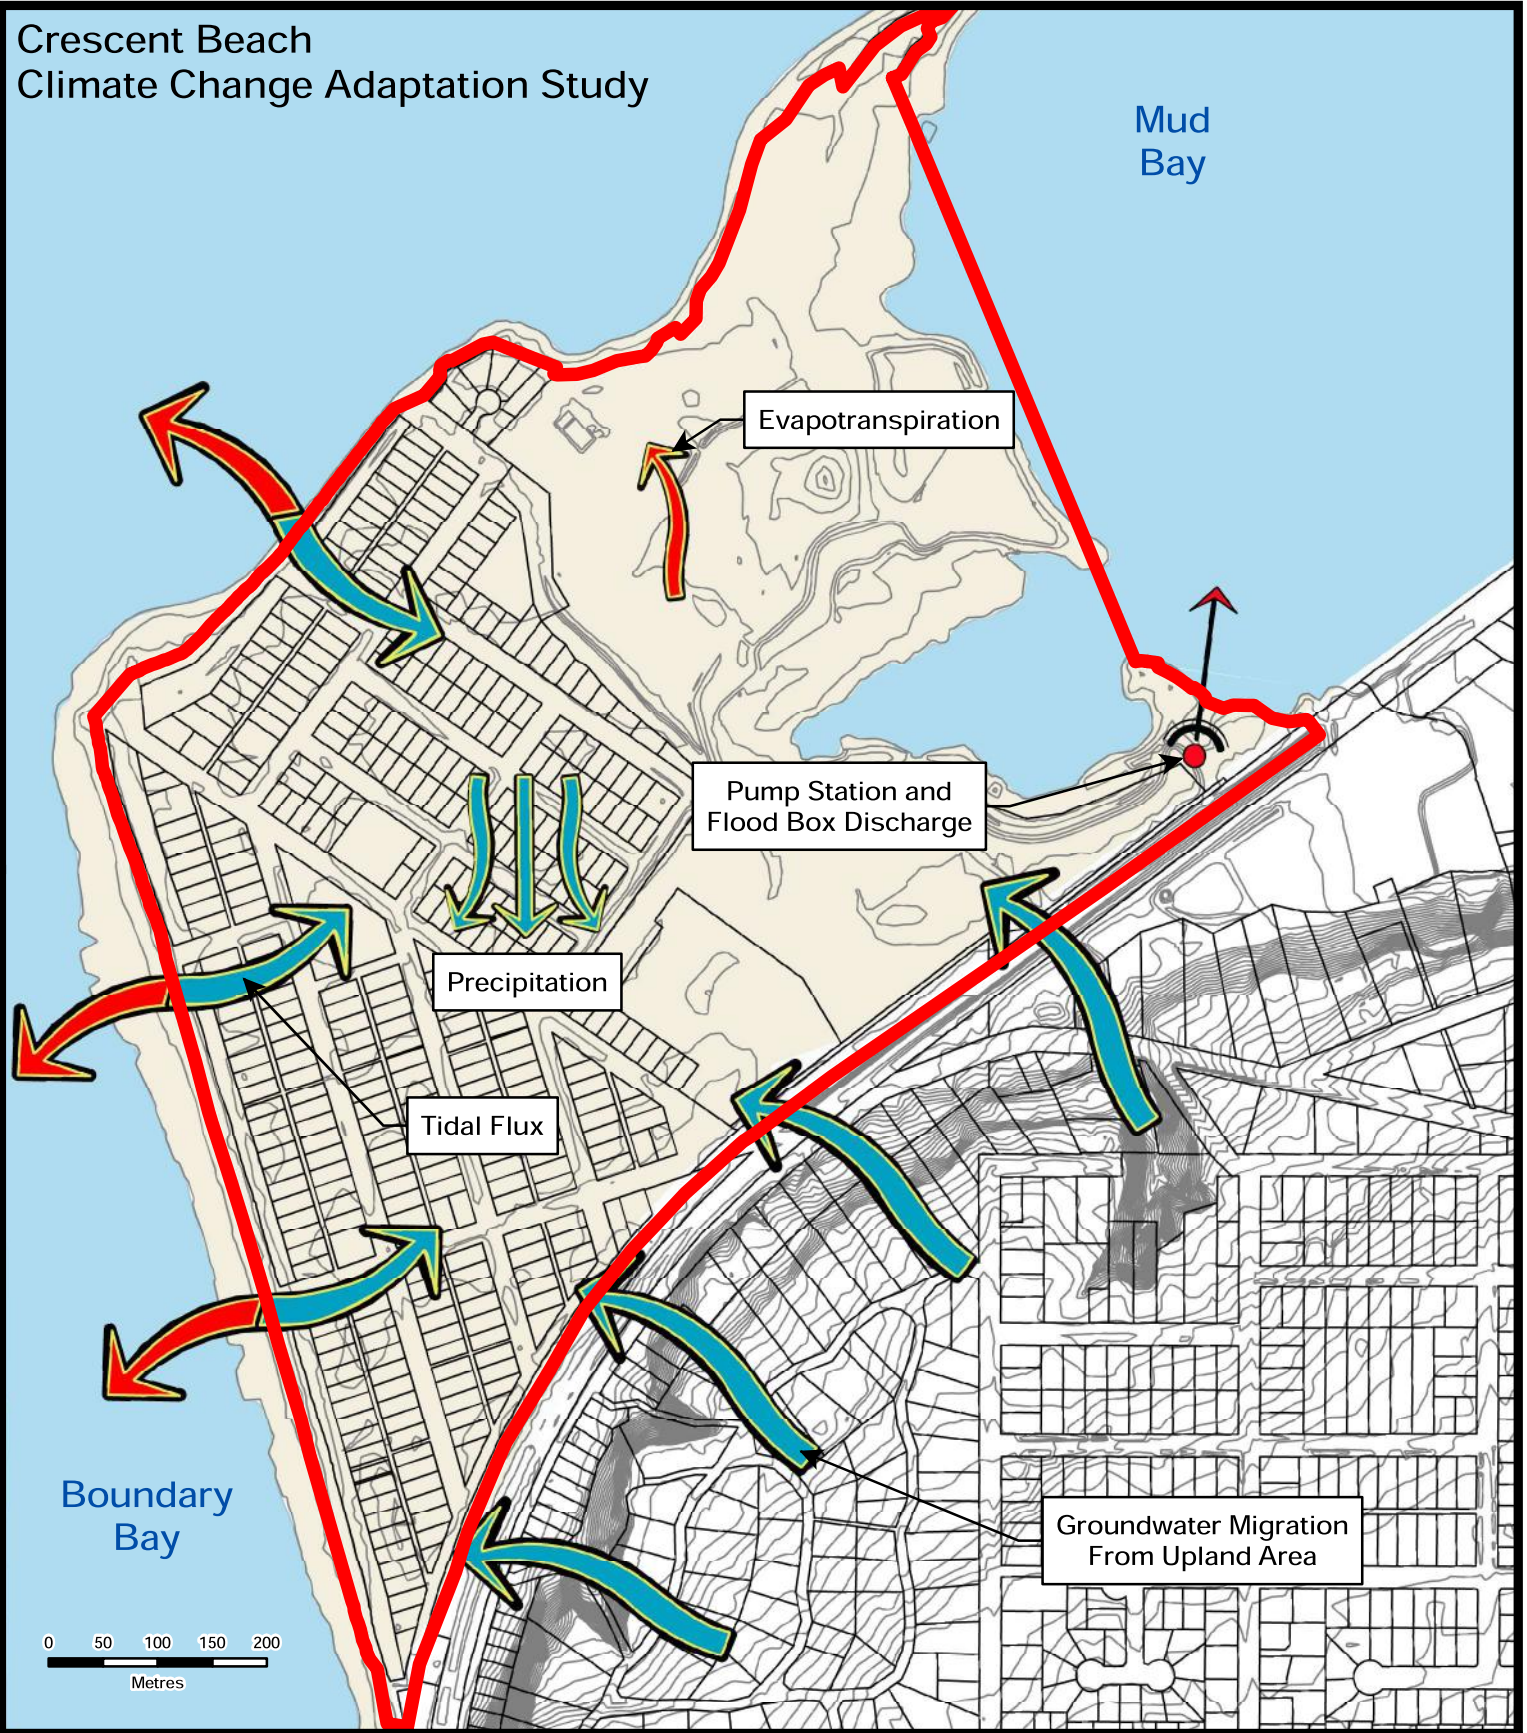 Crescent Beach
Climate Change Adaptation Study
Mud
Bay
Evapotranspiration
Pump Station and
Flood Box Discharge
Precipitation
Tidal Flux
Boundary
Bay
Groundwater Migration
From Upland Area
0 50 100 150 200
Metres